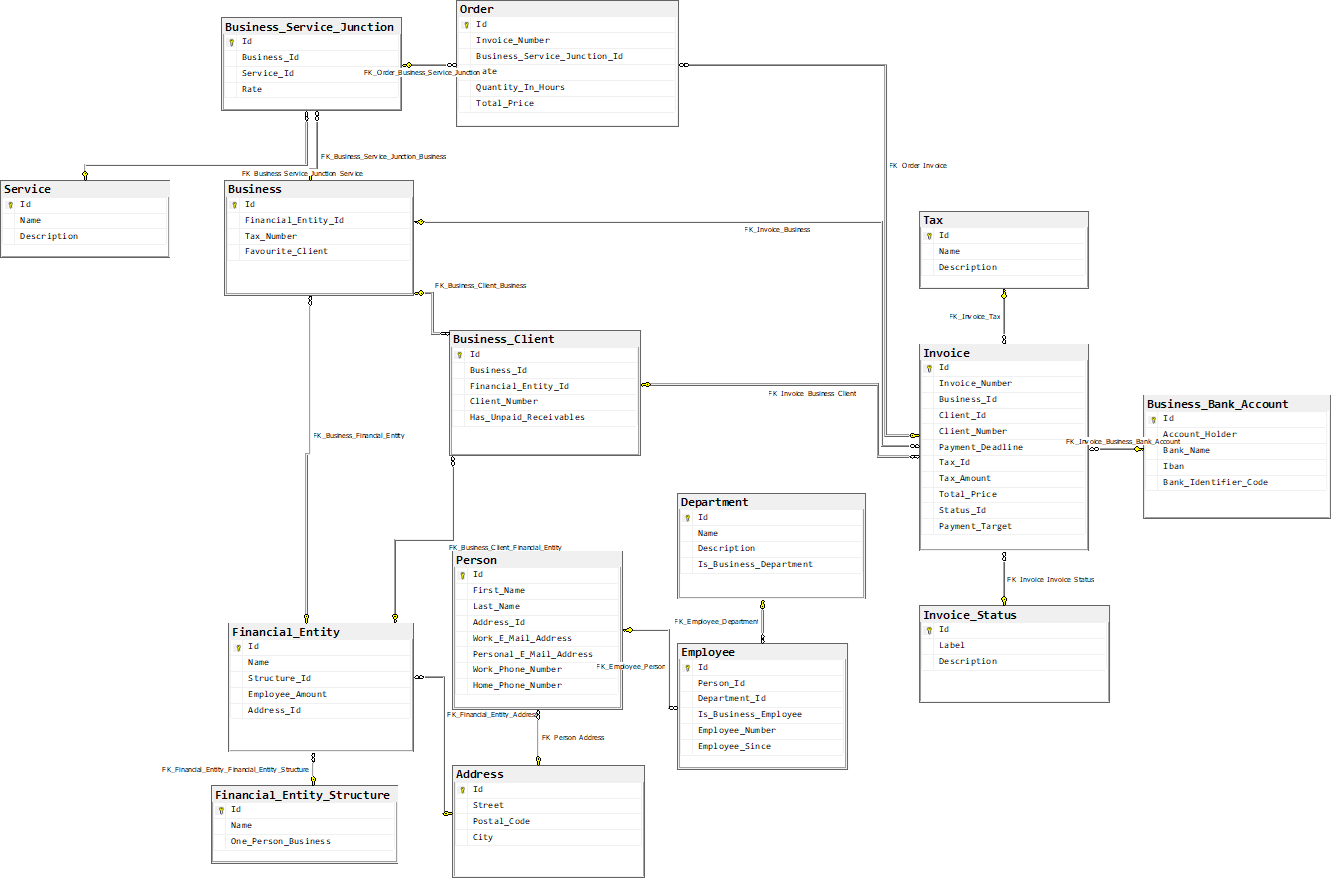 Order
Id
Invoice_Number
Business_Service_Junction_Id
ate
Quantity_In_Hours
Total_Price
Business_Service_Junction
Id
Business_Id
Service_Id
Rate
FK_Order_Business_Service_Junction
FK_Business_Service_Junction_Business
FK_Business_Service_Junction_Service
FK_Order_Invoice
Service
Id
Name
Description
Business
Id
Financial_Entity_Id
Tax_Number
Favourite_Client
FK_Invoice_Business
FK_Business_Client_Business
Tax
Id
Name
Description
FK_Invoice_Tax
Business_Client
Id
Business_Id
Financial_Entity_Id
Client_Number
Has_Unpaid_Receivables
FK_Invoice_Business_Client
Invoice
Id
Invoice_Number
Business_Id
Client_Id
Client_Number
Payment_Deadline
Tax_Id
Tax_Amount
Total_Price
Status_Id
Payment_Target
Business_Bank_Account
Id
Account_Holder
Bank_Name
Iban
Bank_Identifier_Code
FK_Invoice_Business_Bank_Account
FK_Business_Financial_Entity
FK_Business_Client_Financial_Entity
Department
Id
Name
Description
Is_Business_Department
Person
Id
First_Name
Last_Name
Address_Id
Work_E_Mail_Address
Personal_E_Mail_Address
Work_Phone_Number
Home_Phone_Number
FK_Employee_Department
FK_Employee_Person
Employee
Id
Person_Id
Department_Id
Is_Business_Employee
Employee_Number
Employee_Since
FK_Invoice_Invoice_Status
Invoice_Status
Id
Label
Description
Financial_Entity
Id
Name
Structure_Id
Employee_Amount
Address_Id
FK_Financial_Entity_Address
FK_Person_Address
FK_Financial_Entity_Financial_Entity_Structure
Financial_Entity_Structure
Id
Name
One_Person_Business
Address
Id
Street
Postal_Code
City